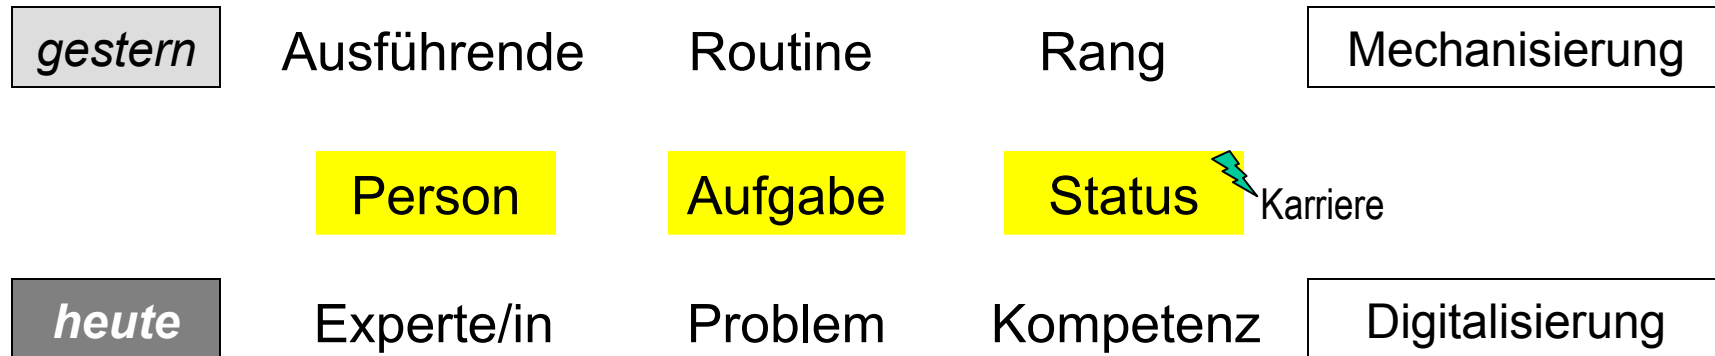 gestern Ausführende Routine Rang Mechanisierung
Person Aufgabe Status Karriere
heute Experte/in Problem Kompetenz Digitalisierung